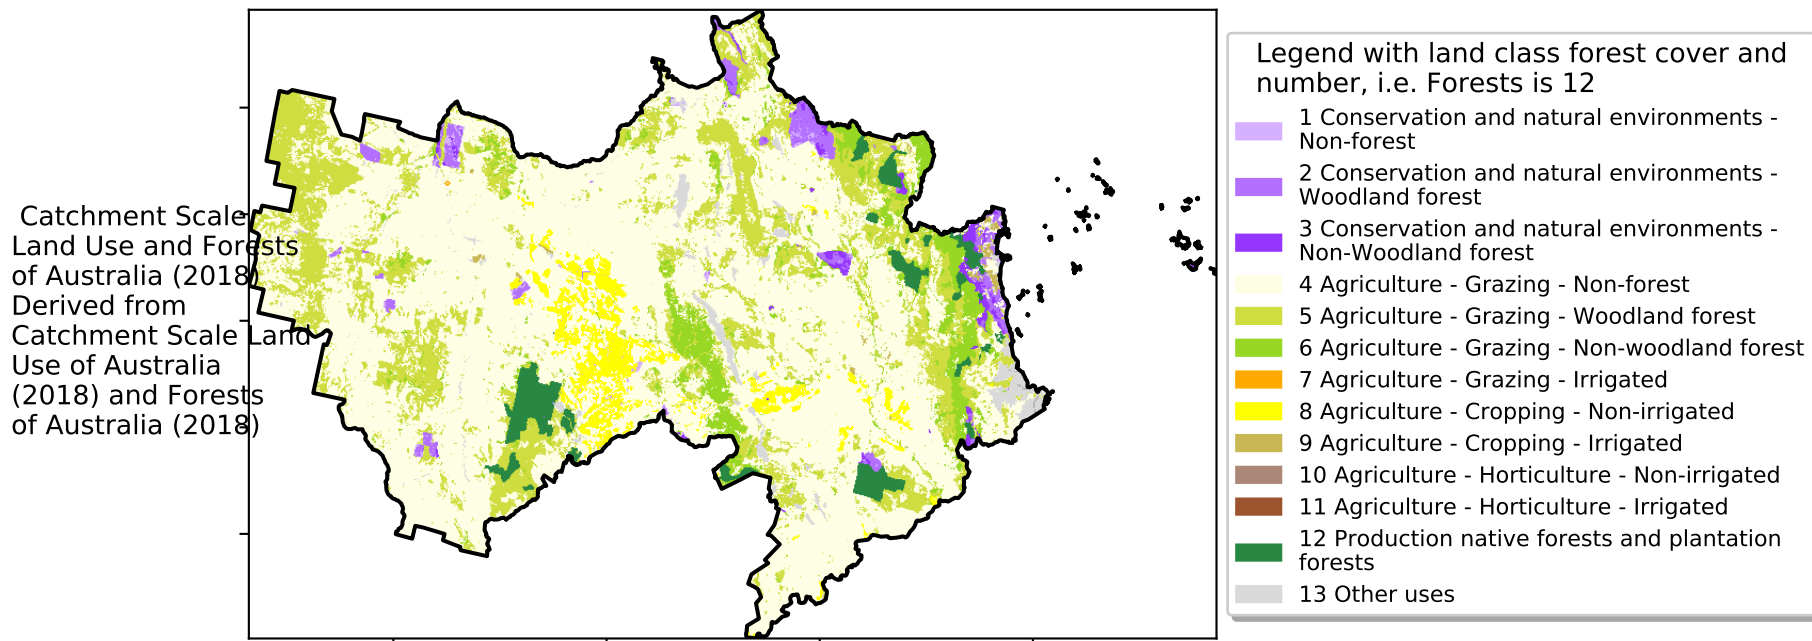 Catchment Scale
Land Use and Forests
of Australia (2018)
Derived from
Catchment Scale Land
Use of Australia
(2018) and Forests
of Australia (2018)
Legend with land class forest cover and
number, i.e. Forests is 12
1 Conservation and natural environments -
Non-forest
2 Conservation and natural environments -
Woodland forest
3 Conservation and natural environments -
Non-Woodland forest
4 Agriculture - Grazing - Non-forest
5 Agriculture - Grazing - Woodland forest
6 Agriculture - Grazing - Non-woodland forest
7 Agriculture - Grazing - Irrigated
8 Agriculture - Cropping - Non-irrigated
9 Agriculture - Cropping - Irrigated
10 Agriculture - Horticulture - Non-irrigated
11 Agriculture - Horticulture - Irrigated
12 Production native forests and plantation
forests
13 Other uses